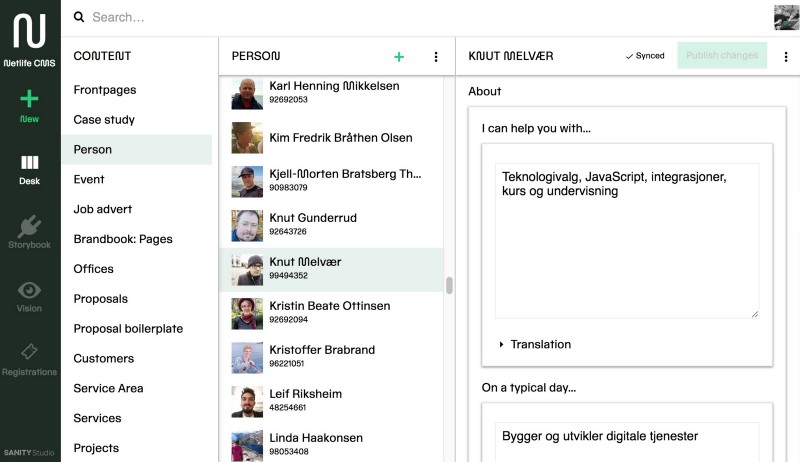 Search...
Netlife CMS
New
Desk
Storybook
Vision
Registrations
SANITY Studio
CONTENT
Frontpages
Case study
Person
Event
Job advert
Brandbook: Pages
Offices
Proposals
Proposal boilerplate
Customers
Service Area
Services
Projects
PERSON
Karl Henning Mikkelsen
92692053
Kim Fredrik Bråthen Olsen
Kjell-Morten Bratsberg Th...
90983079
Knut Gunderrud
92643726
Knut Melvær
99494352
Kristin Beate Ottinsen
92692094
Kristoffer Brabrand
96221051
Leif Riksheim
48254661
Linda Haakonsen
98053408
KNUT MELVÆR
Synced
Publish changes
About
I can help you with...
Teknologivalg, JavaScript, integrasjoner,
kurs og undervisning
Translation
On a typical day...
Bygger og utvikler digitale tjenester